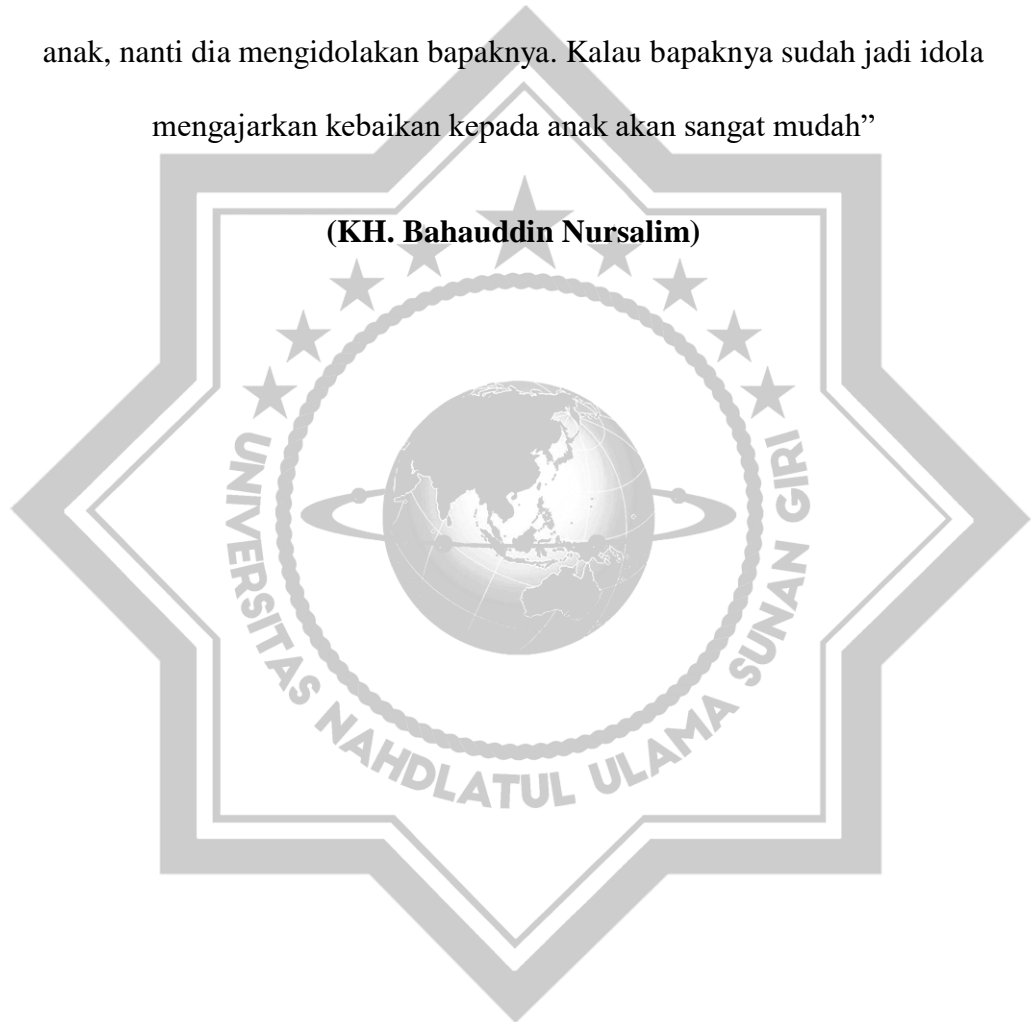 anak, nanti dia mengidolakan bapaknya. Kalau bapaknya sudah jadi idola
mengajarkan kebaikan kepada anak akan sangat mudah”
(KH. Bahauddin Nursalim)
UNIVERSITAS NAHDLATUL ULAMA SUNAN GIRI